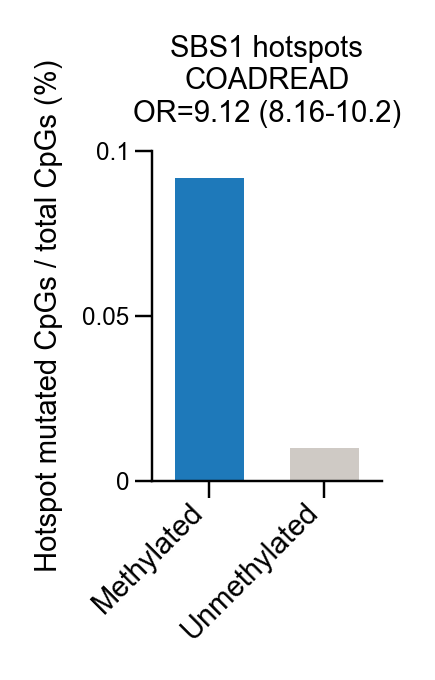 SBS1 hotspots
COADREAD
OR=9.12 (8.16-10.2)
Hotspot mutated CpGs / total CpGs (%)
0.1
0.05
0
Methylated
Unmethylated